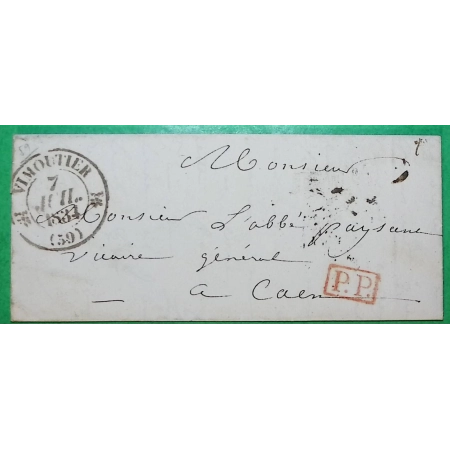 VIMOUTIER
7
JUIL.
(59)
Monsieur
Monsieur L'abbé Paysant
Vicaire général
a Caen
P.P.